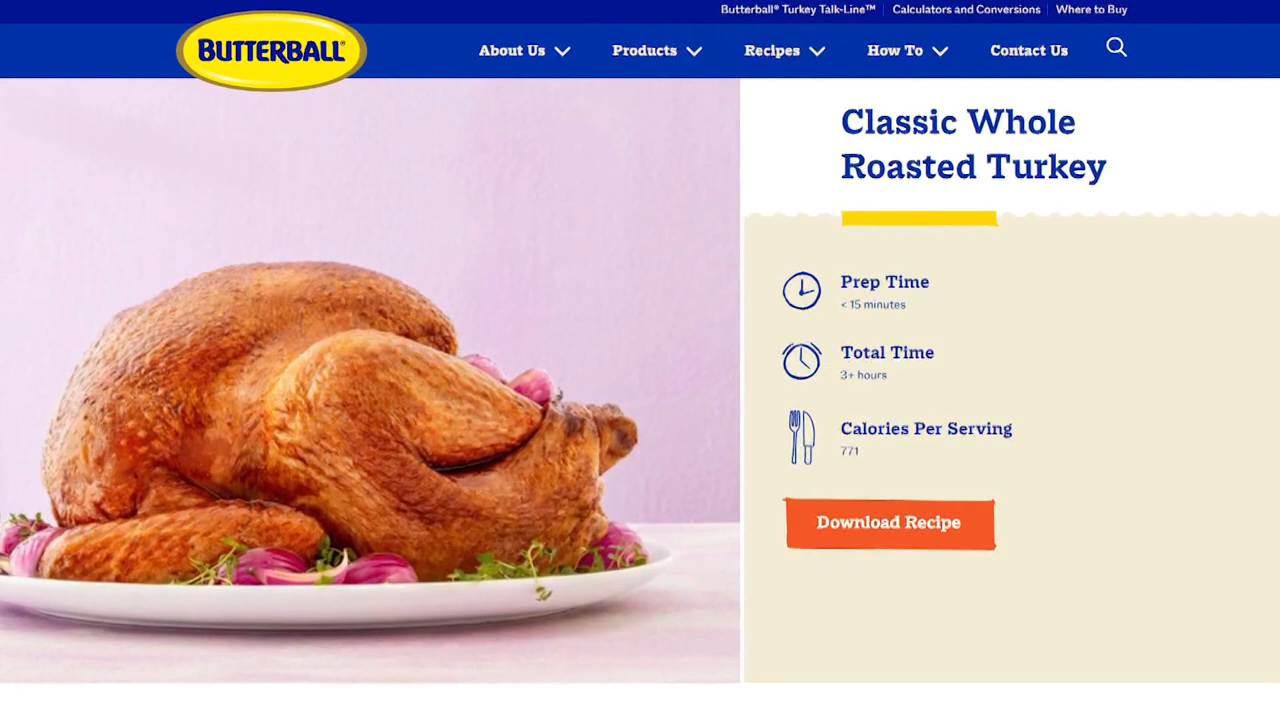 Butterball® Turkey Talk-Line™ Calculators and Conversions Where to Buy
BUTTERBALL®
About Us Products Recipes How To Contact Us
Classic Whole
Roasted Turkey
Prep Time
< 15 minutes
Total Time
3+ hours
Calories Per Serving
771
Download Recipe